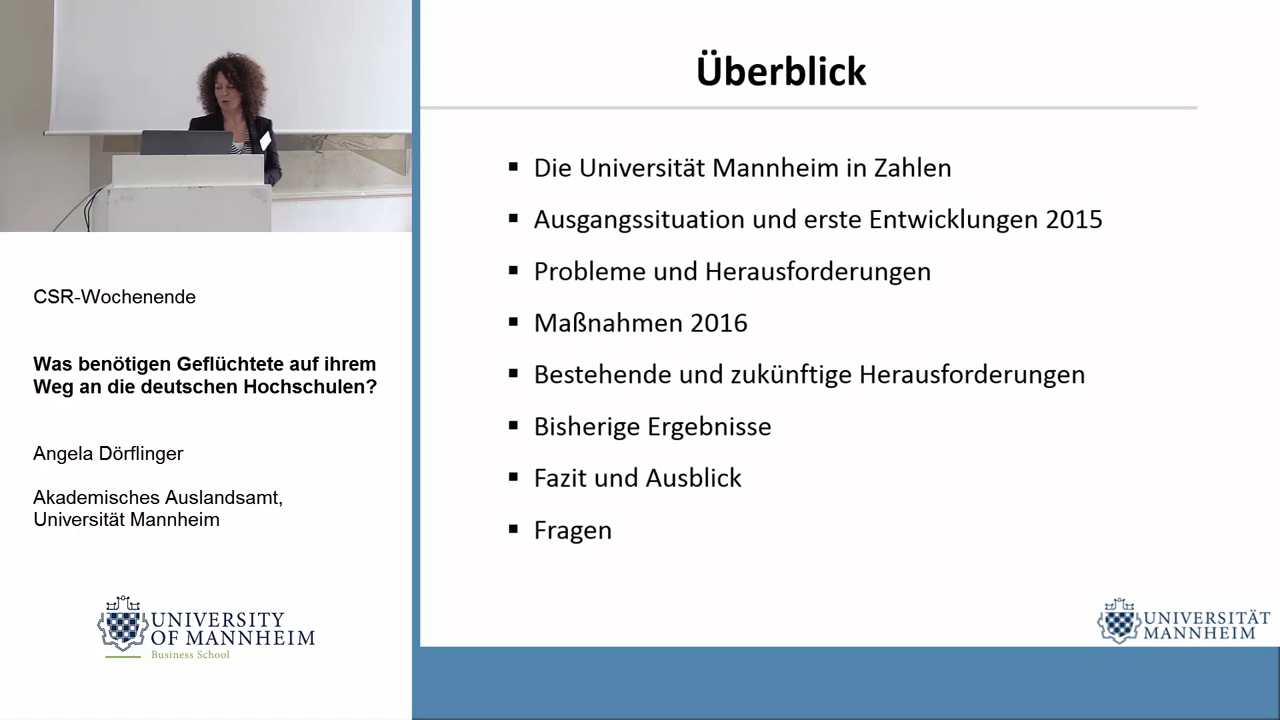 CSR-Wochenende
Was benötigen Geflüchtete auf ihrem
Weg an die deutschen Hochschulen?
Angela Dörflinger
Akademisches Auslandsamt,
Universität Mannheim
UNIVERSITY
OF MANNHEIM
Business School
Überblick
▪ Die Universität Mannheim in Zahlen
▪ Ausgangssituation und erste Entwicklungen 2015
▪ Probleme und Herausforderungen
▪ Maßnahmen 2016
▪ Bestehende und zukünftige Herausforderungen
▪ Bisherige Ergebnisse
▪ Fazit und Ausblick
▪ Fragen
UNIVERSITÄT
MANNHEIM